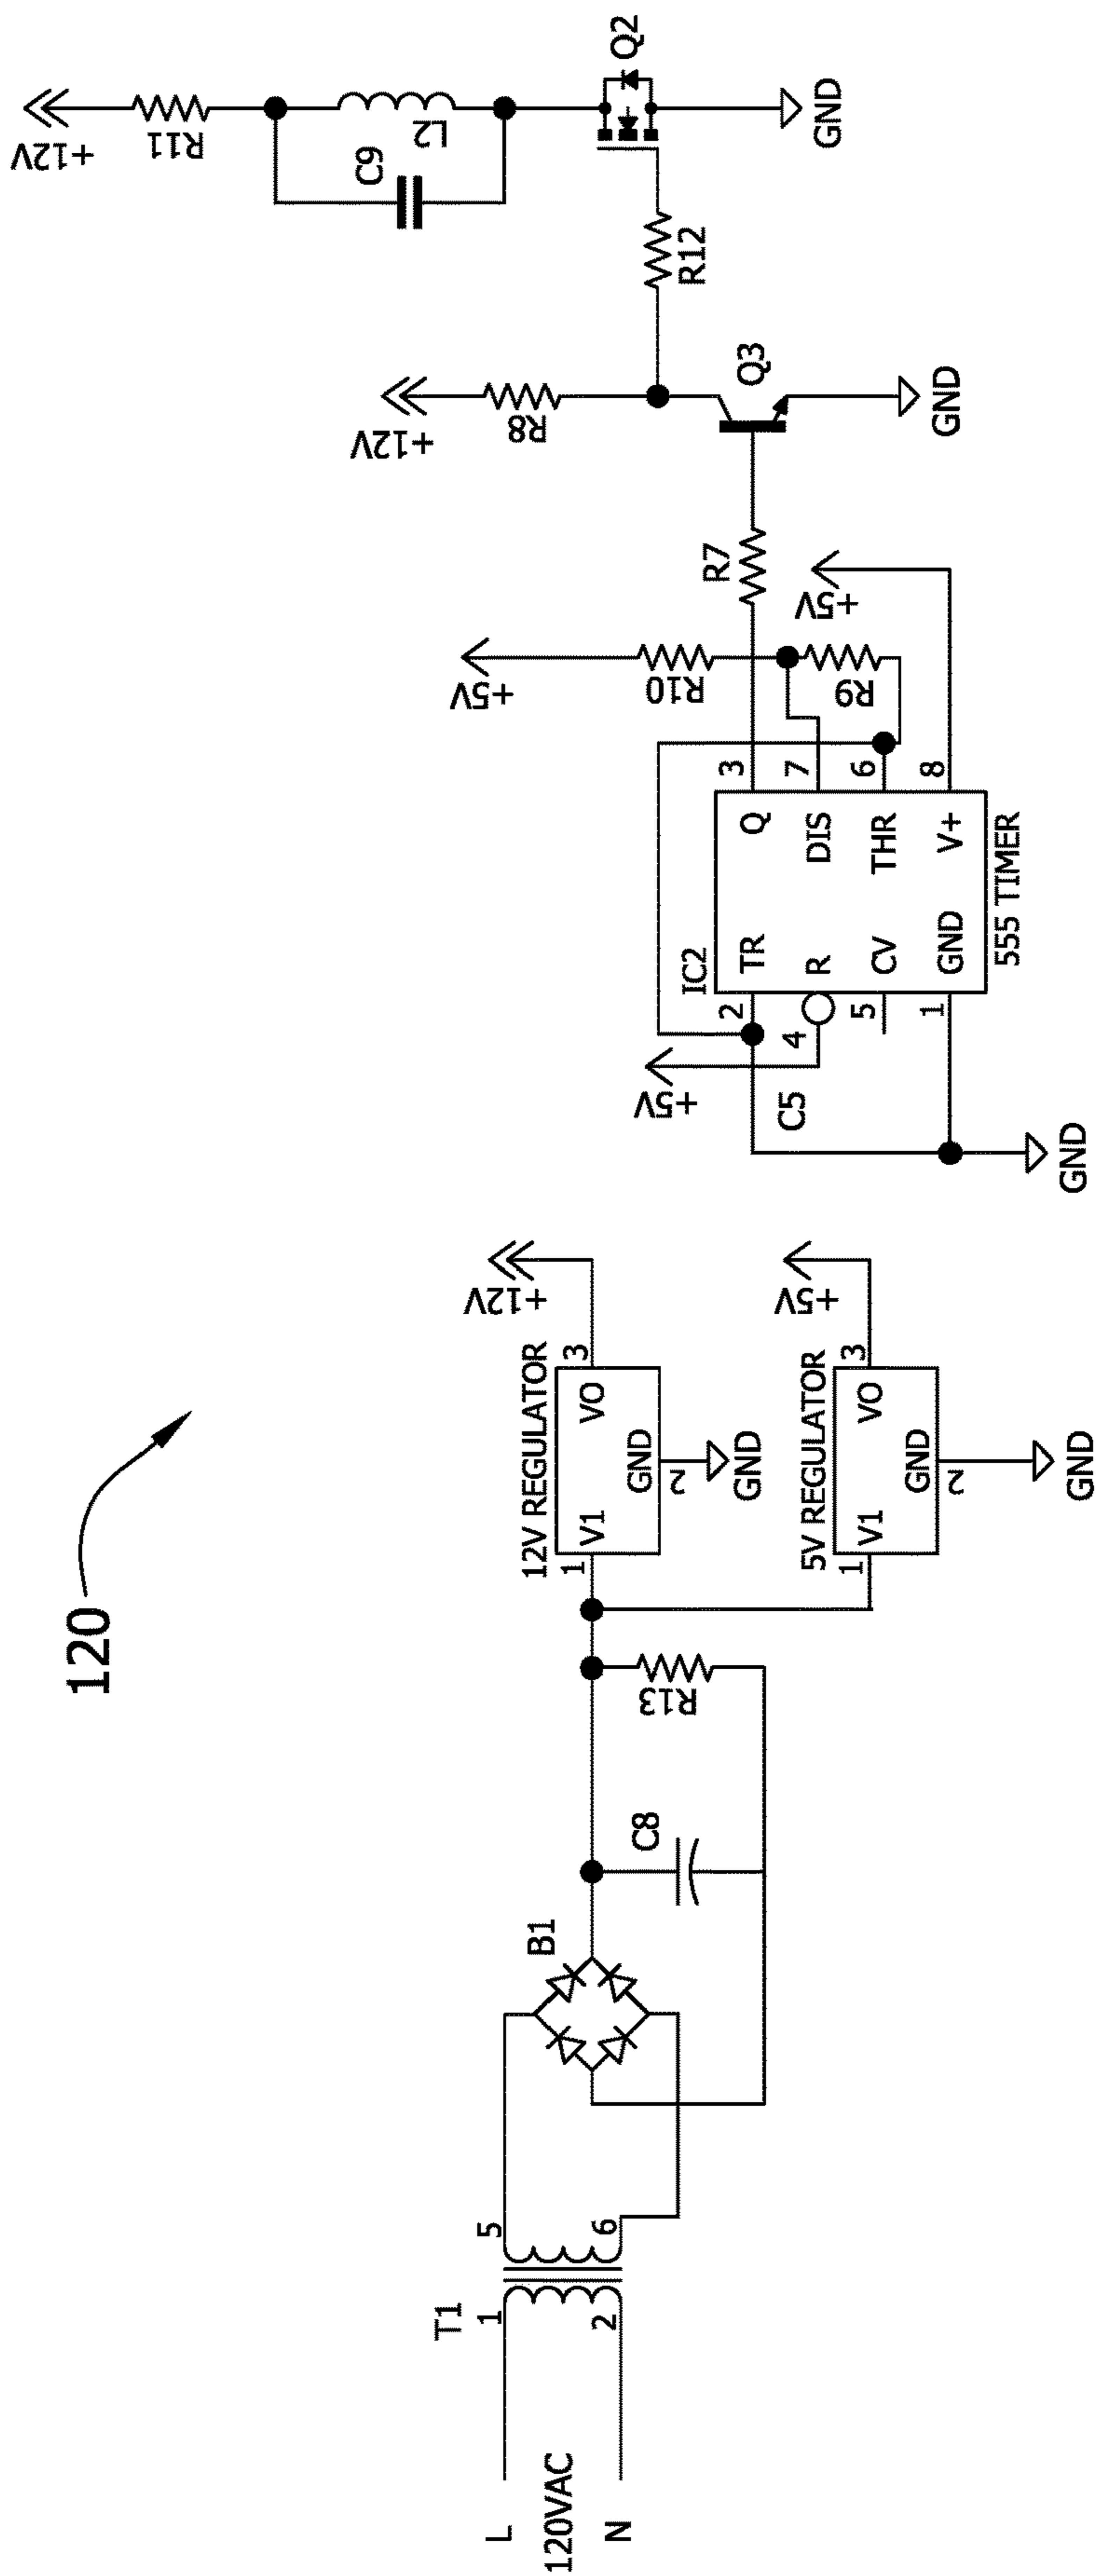 120
L
120VAC
N
T1
1
2
5
6
B1
C8
R13
12V REGULATOR
1
V1
VO
3
GND
2
GND
+12V
5V REGULATOR
1
V1
VO
3
GND
2
GND
+5V
+5V
C5
GND
IC2
2
TR
Q
3
4
R
DIS
7
5
CV
THR
6
1
GND
V+
8
555 TIMER
+5V
R10
R9
+5V
R7
+12V
R8
Q3
GND
R12
+12V
R11
C9
L2
Q2
GND